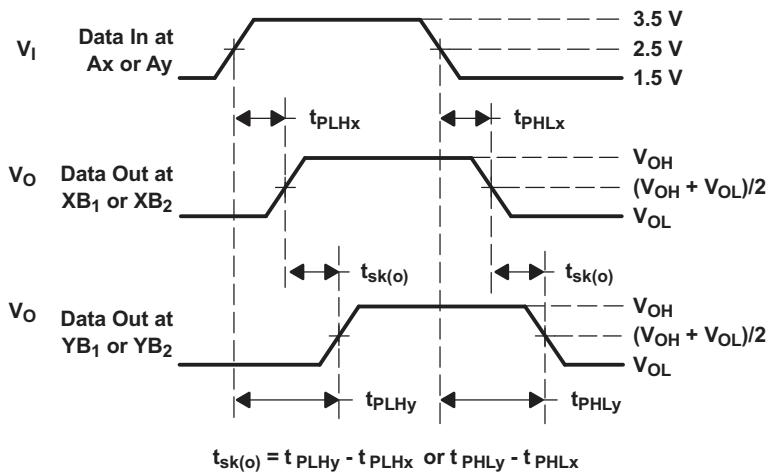 3.5 V
V_I Data In at
Ax or Ay
2.5 V
1.5 V
t_PLHx t_PHLx
V_O Data Out at
XB_1 or XB_2
V_OH
(V_OH + V_OL)/2
V_OL
t_sk(o) t_sk(o)
V_O Data Out at
YB_1 or YB_2
V_OH
(V_OH + V_OL)/2
V_OL
t_PLHy t_PHLy
t_sk(o) = t_PLHy - t_PLHx or t_PHLy - t_PHLx